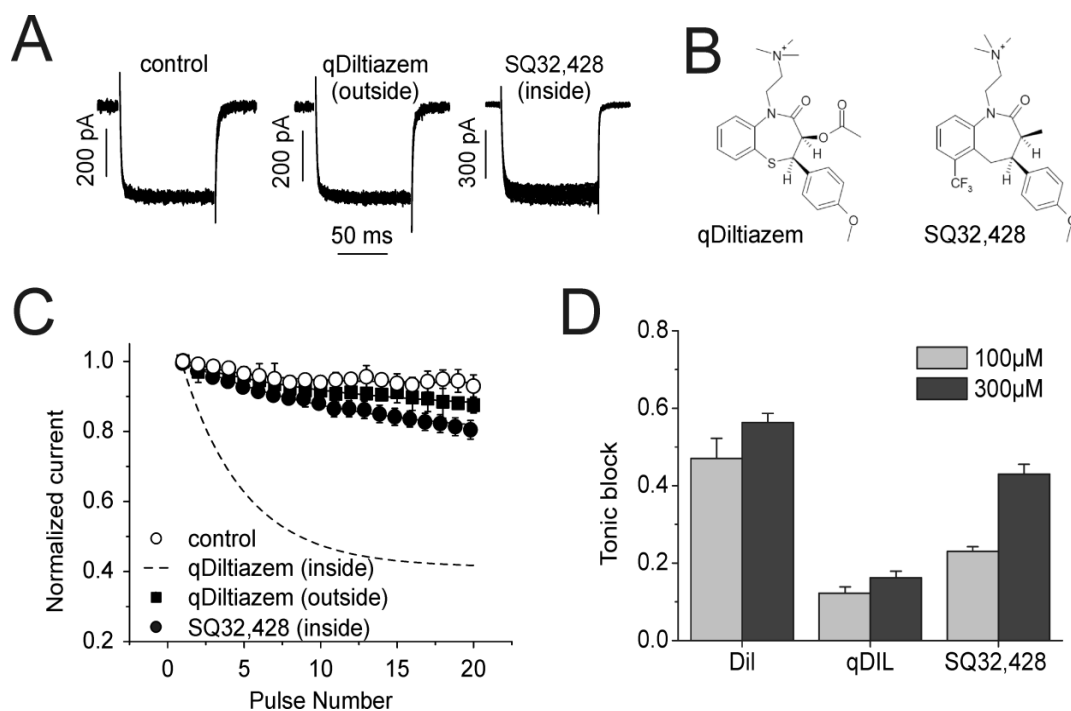 A
control
qDiltiazem
(outside)
SQ32,428
(inside)
200 pA
200 pA
300 pA
50 ms
B
N+
N
O
O
O
S
H
H
O
qDiltiazem
N+
N
O
H
H
CF3
O
SQ32,428
C
Normalized current
1.0
0.8
0.6
0.4
0.2
control
qDiltiazem (inside)
qDiltiazem (outside)
SQ32,428 (inside)
0 5 10 15 20
Pulse Number
D
Tonic block
0.8
0.6
0.4
0.2
0.0
100µM
300µM
Dil qDIL SQ32,428